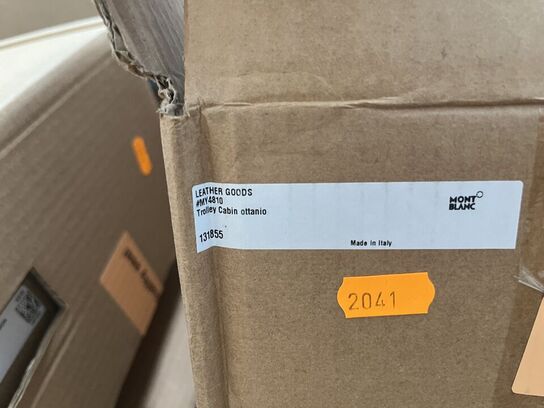 LEATHER GOODS
#MY4810
Trolley Cabin ottanio
131855
MONT
BLANC
Made in Italy
2041